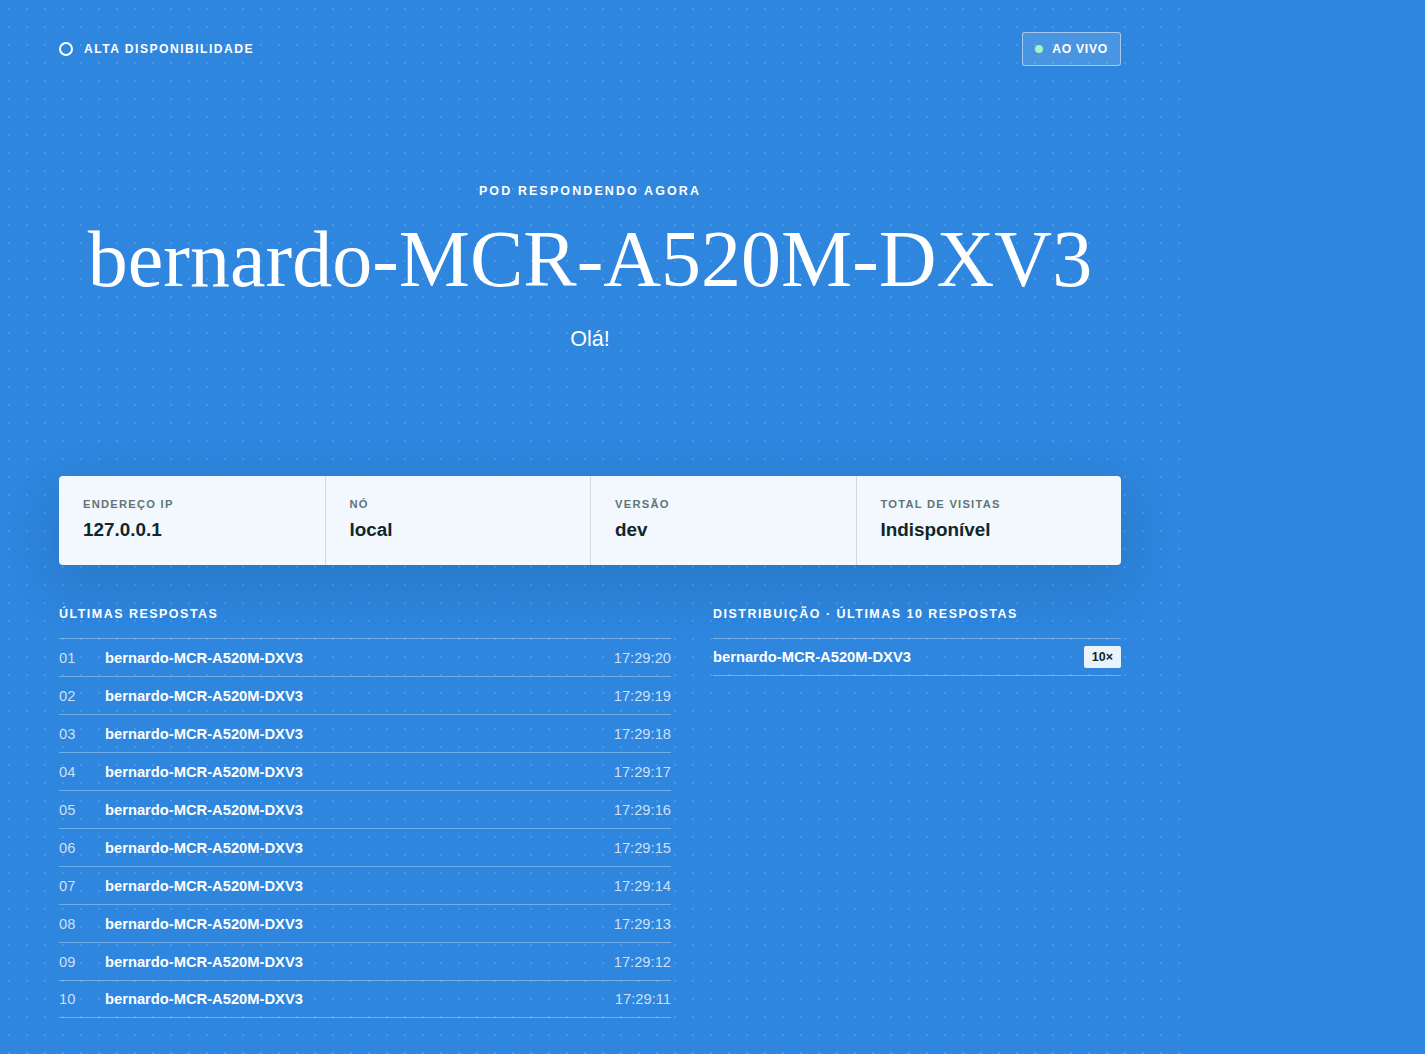 ALTA DISPONIBILIDADE
AO VIVO
POD RESPONDENDO AGORA
bernardo-MCR-A520M-DXV3
Olá!
ENDEREÇO IP
127.0.0.1
NÓ
local
VERSÃO
dev
TOTAL DE VISITAS
Indisponível
ÚLTIMAS RESPOSTAS
01 bernardo-MCR-A520M-DXV3 17:29:20
02 bernardo-MCR-A520M-DXV3 17:29:19
03 bernardo-MCR-A520M-DXV3 17:29:18
04 bernardo-MCR-A520M-DXV3 17:29:17
05 bernardo-MCR-A520M-DXV3 17:29:16
06 bernardo-MCR-A520M-DXV3 17:29:15
07 bernardo-MCR-A520M-DXV3 17:29:14
08 bernardo-MCR-A520M-DXV3 17:29:13
09 bernardo-MCR-A520M-DXV3 17:29:12
10 bernardo-MCR-A520M-DXV3 17:29:11
DISTRIBUIÇÃO · ÚLTIMAS 10 RESPOSTAS
bernardo-MCR-A520M-DXV3 10×